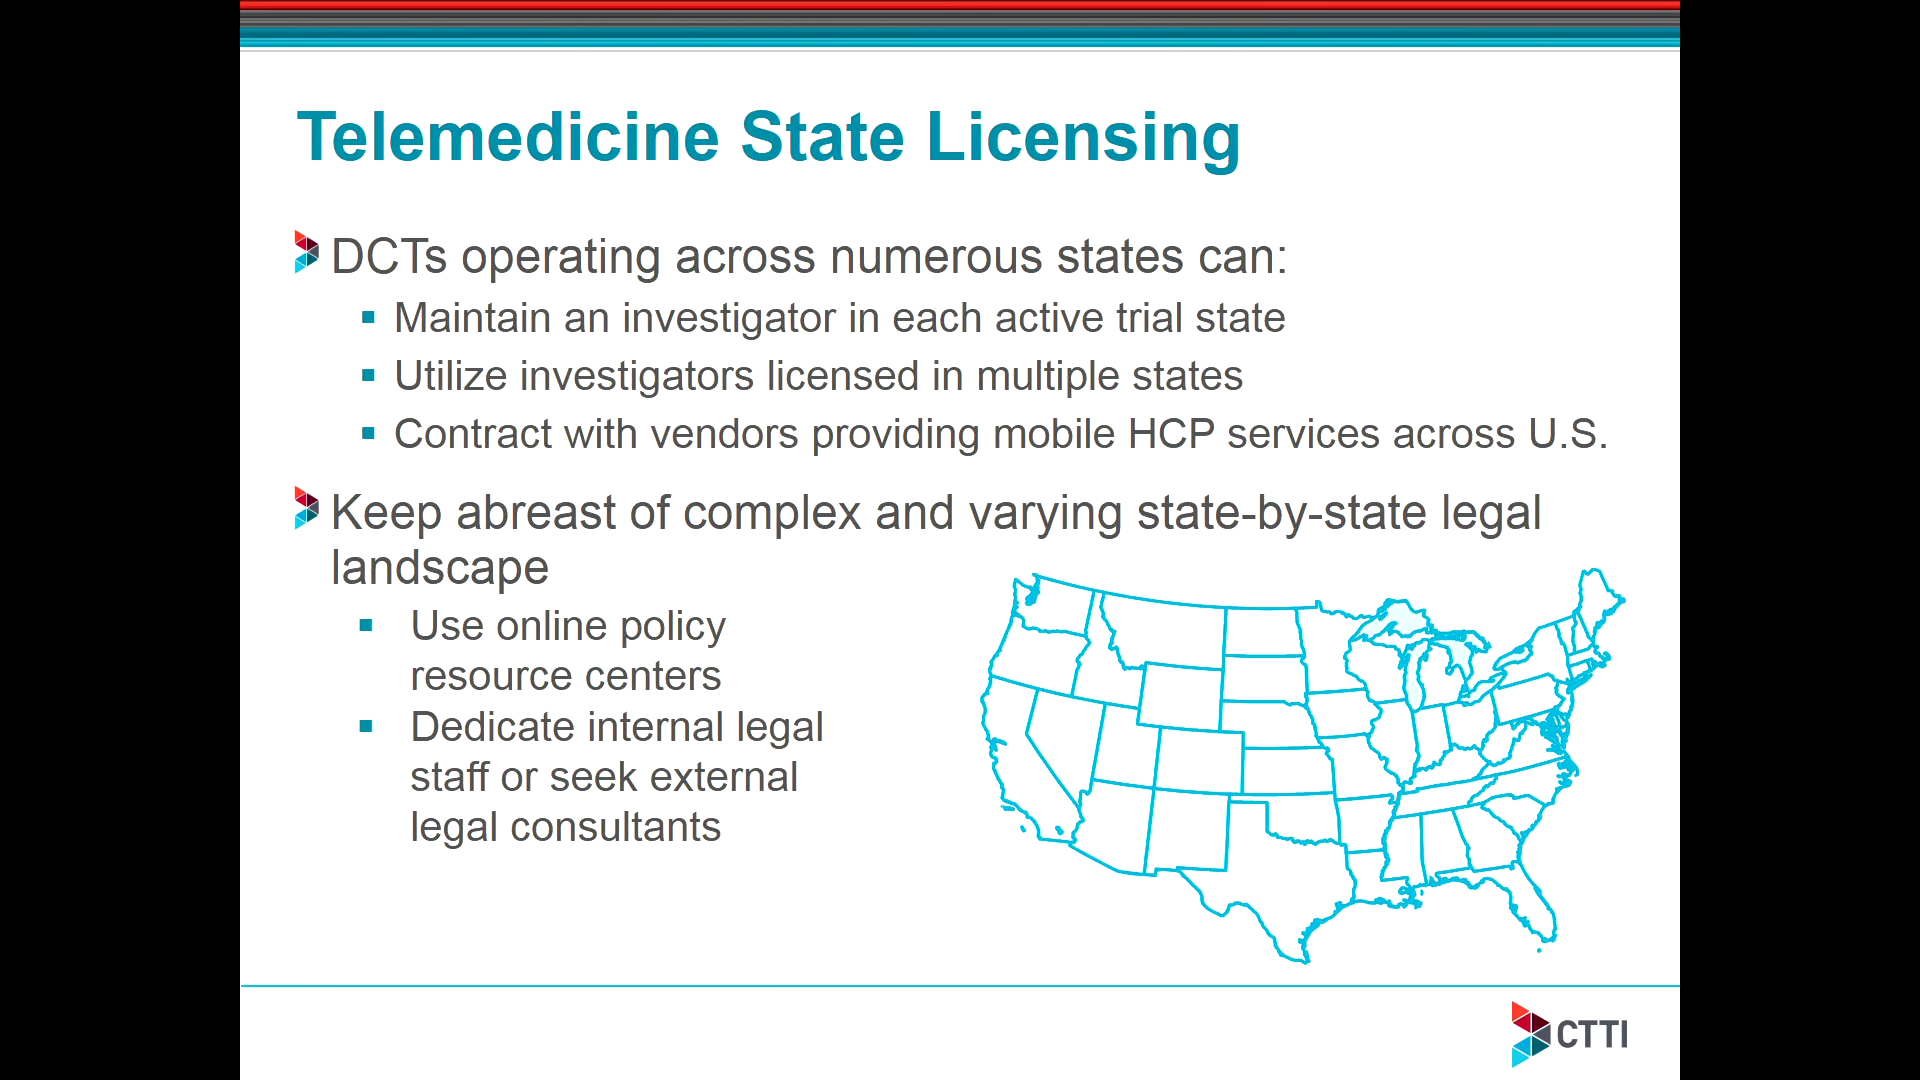 Telemedicine State Licensing
DCTs operating across numerous states can:
Maintain an investigator in each active trial state
Utilize investigators licensed in multiple states
Contract with vendors providing mobile HCP services across U.S.
Keep abreast of complex and varying state-by-state legal
landscape
Use online policy
resource centers
Dedicate internal legal
staff or seek external
legal consultants
CTTI